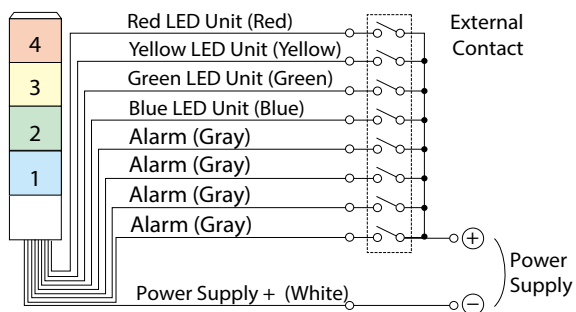 Red LED Unit (Red)
External
Contact
4
Yellow LED Unit (Yellow)
3
Green LED Unit (Green)
2
Blue LED Unit (Blue)
1
Alarm (Gray)
Alarm (Gray)
Alarm (Gray)
Alarm (Gray)
+
Power
Supply
Power Supply + (White)
−